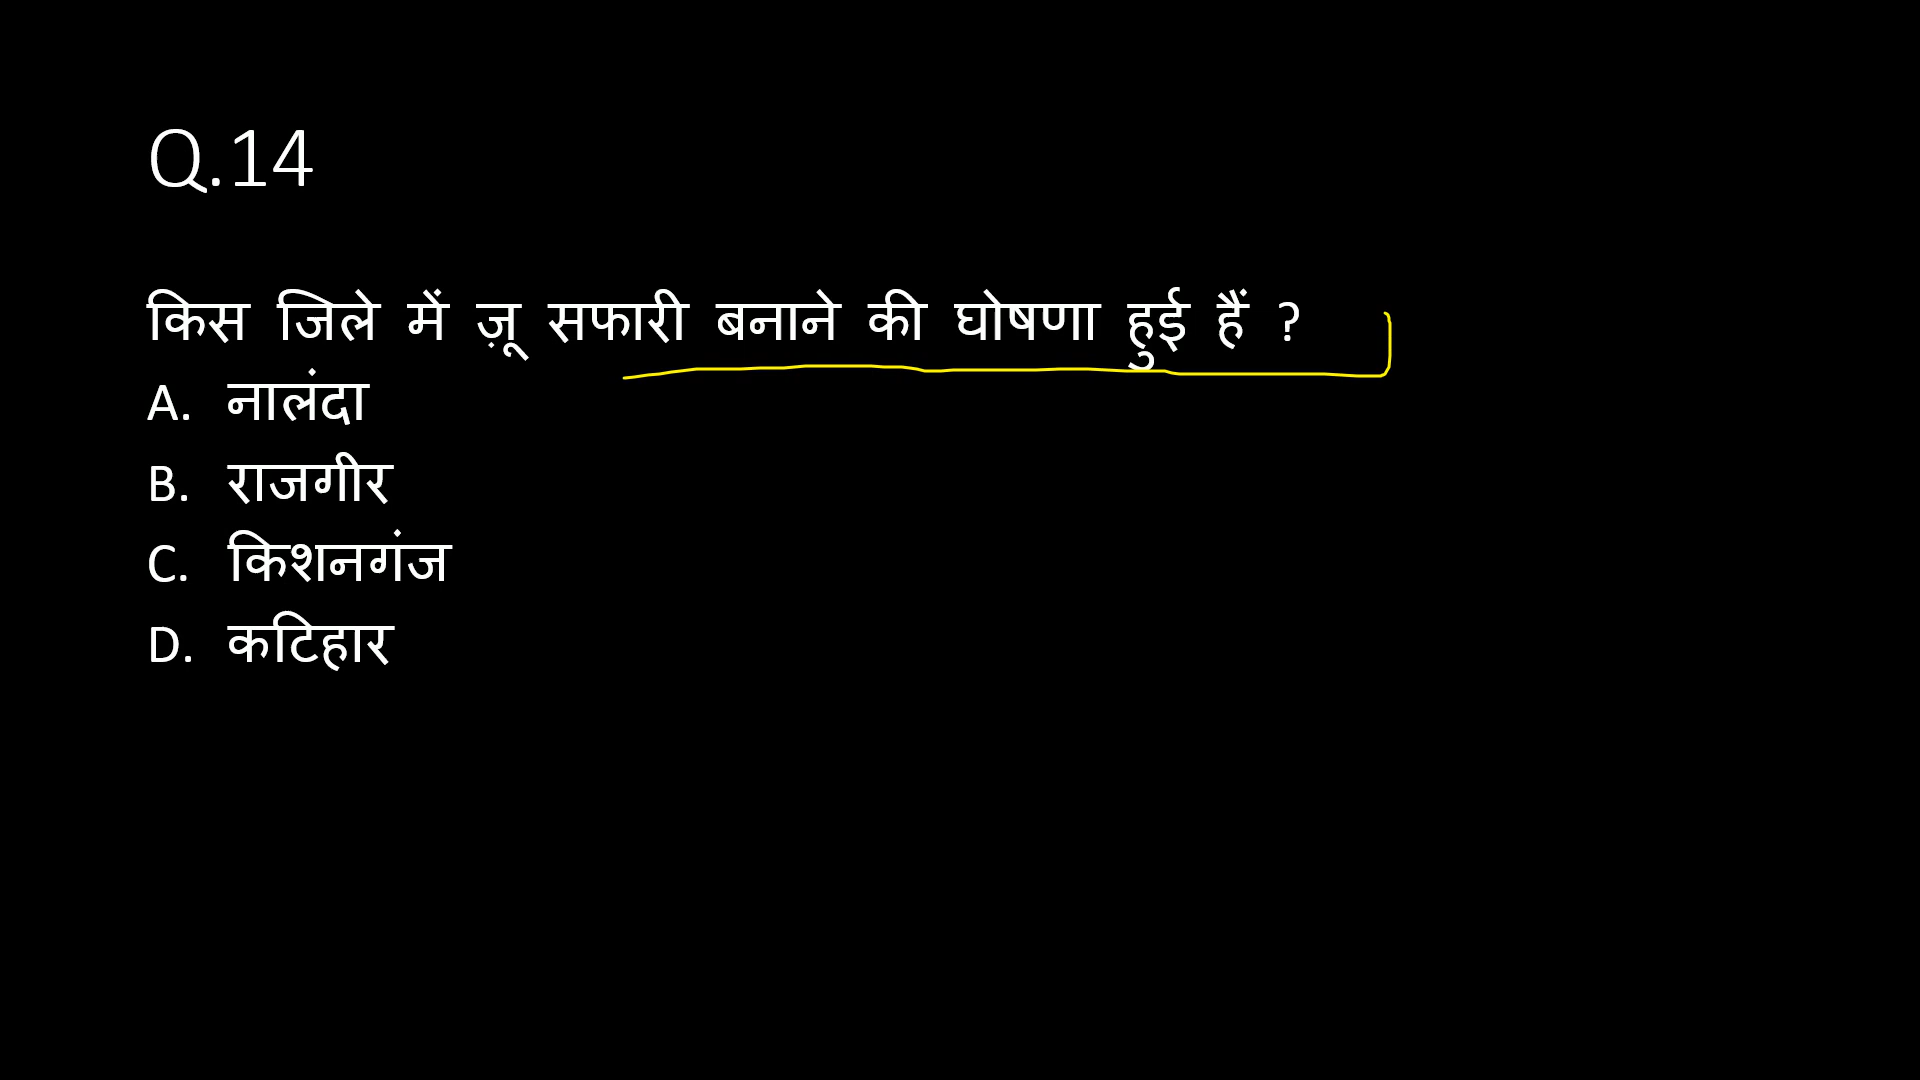 Q.14
किस जिले में ज़ू सफारी बनाने की घोषणा हुई हैं ?
A. नालंदा
B. राजगीर
C. किशनगंज
D. कटिहार